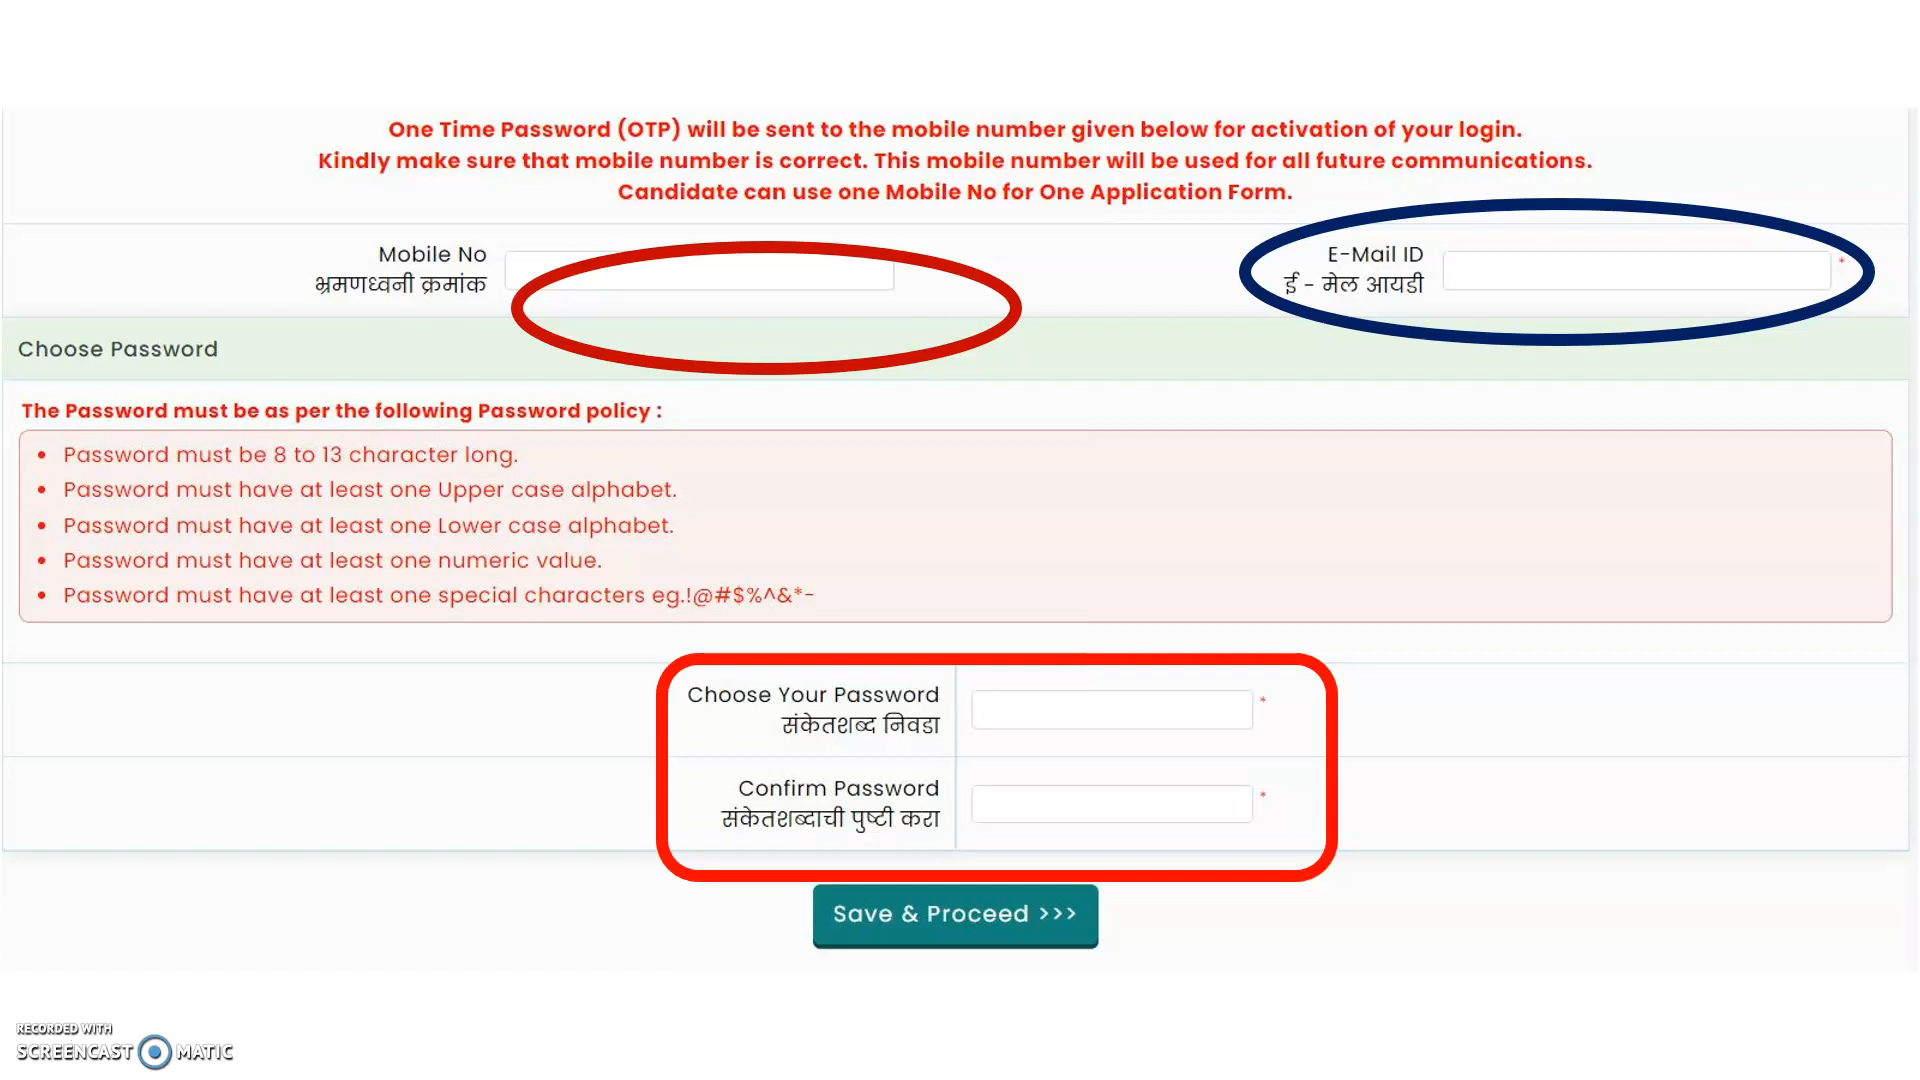 One Time Password (OTP) will be sent to the mobile number given below for activation of your login.
Kindly make sure that mobile number is correct. This mobile number will be used for all future communications.
Candidate can use one Mobile No for One Application Form.
Mobile No
भ्रमणध्वनी क्रमांक
E-Mail ID
ई - मेल आयडी
*
Choose Password
The Password must be as per the following Password policy :
• Password must be 8 to 13 character long.
• Password must have at least one Upper case alphabet.
• Password must have at least one Lower case alphabet.
• Password must have at least one numeric value.
• Password must have at least one special characters eg.!@#$%^&*-
Choose Your Password
संकेतशब्द निवडा
*
Confirm Password
संकेतशब्दाची पुष्टी करा
*
Save & Proceed >>>
RECORDED WITH
SCREENCAST MATIC